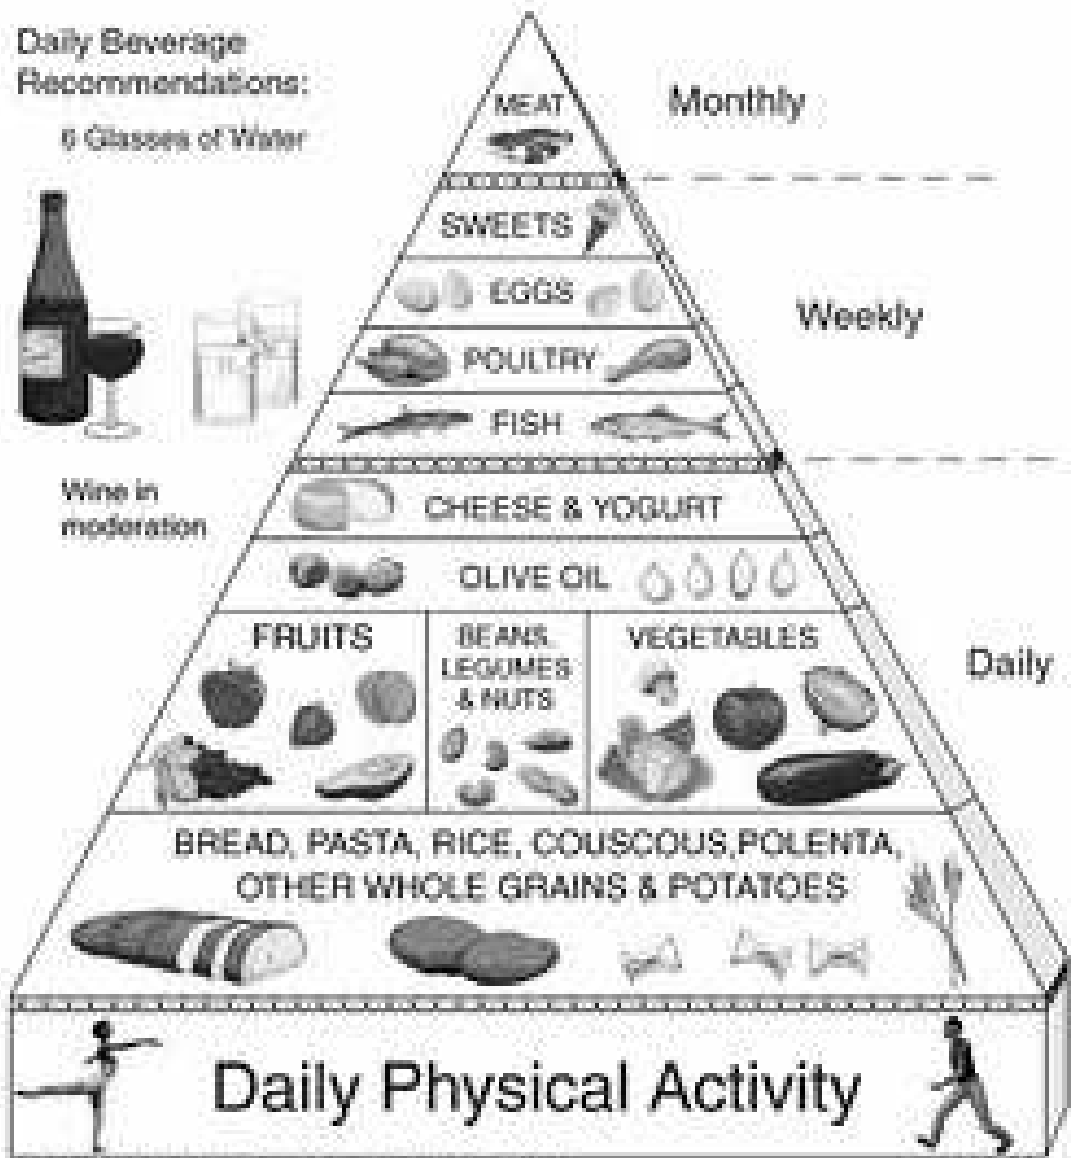 Daily Beverage
Recommendations:
6 Glasses of Water
Wine in
moderation
MEAT
Monthly
SWEETS
EGGS
Weekly
POULTRY
FISH
CHEESE & YOGURT
OLIVE OIL
FRUITS
BEANS,
LEGUMES
& NUTS
VEGETABLES
Daily
BREAD, PASTA, RICE, COUSCOUS,POLENTA,
OTHER WHOLE GRAINS & POTATOES
Daily Physical Activity